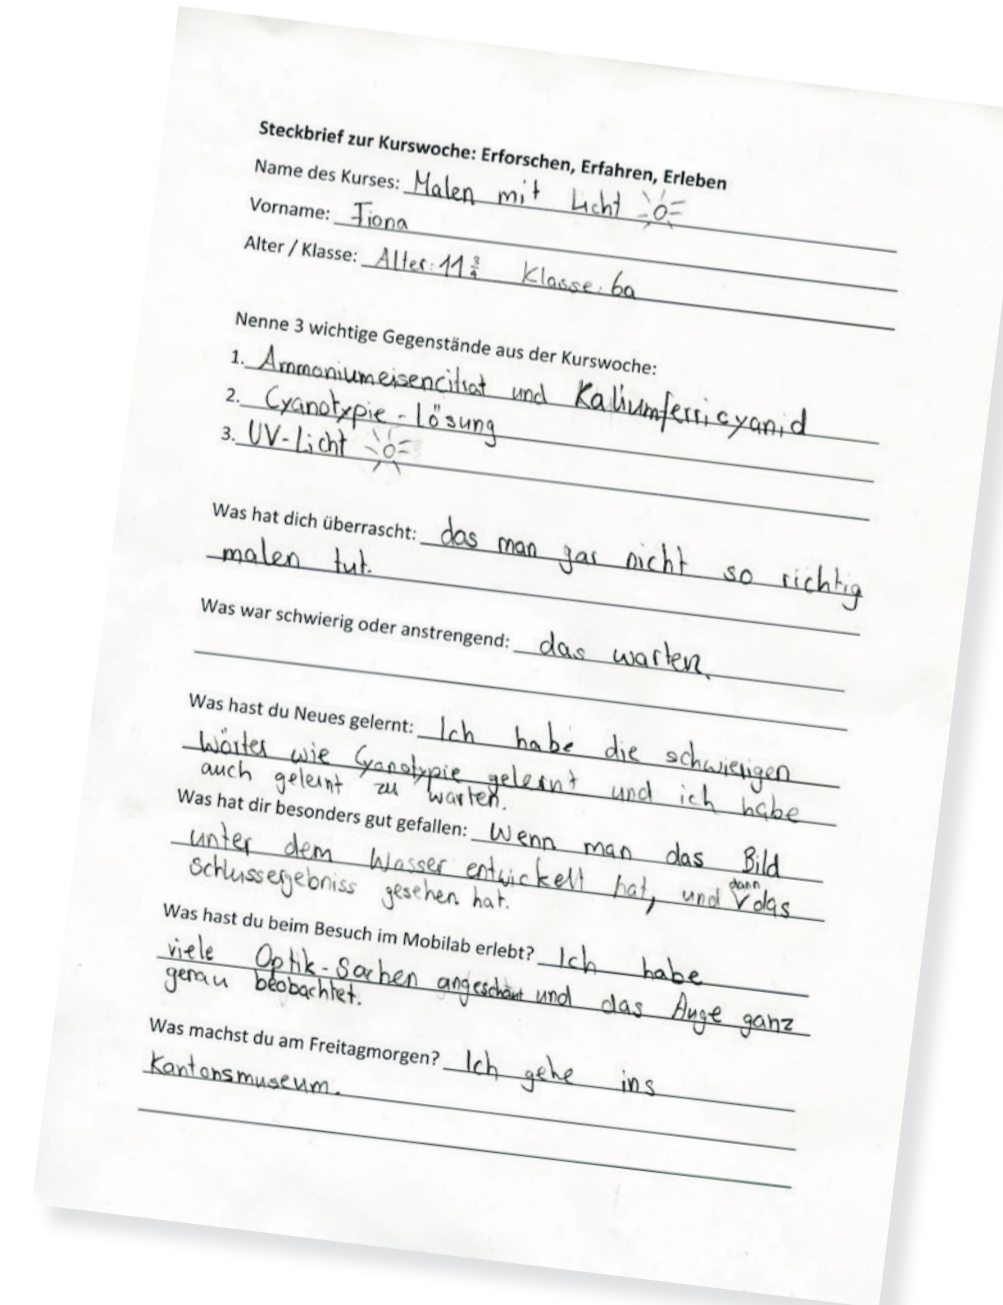 Steckbrief zur Kurswoche: Erforschen, Erfahren, Erleben
Name des Kurses: Malen mit Licht
Vorname: Fiona
Alter / Klasse: Alter: 11 3/4 Klasse: 6a
Nenne 3 wichtige Gegenstände aus der Kurswoche:
1. Ammoniumeisencitrat und Kaliumferricyanid
2. Cyanotypie-Lösung
3. UV-Licht
Was hat dich überrascht: das man gar nicht so richtig
malen tut.
Was war schwierig oder anstrengend: das warten.
Was hast du Neues gelernt: Ich habe die schwierigen
Wörter wie Cyanotypie gelernt und ich habe
auch gelernt zu warten.
Was hat dir besonders gut gefallen: Wenn man das Bild
unter dem Wasser entwickelt hat, und dann das
Schlussergebniss gesehen hat.
Was hast du beim Besuch im Mobilab erlebt? Ich habe
viele Optik-Sachen angeschaut und das Auge ganz
genau beobachtet.
Was machst du am Freitagmorgen? Ich gehe ins
Kantonsmuseum.